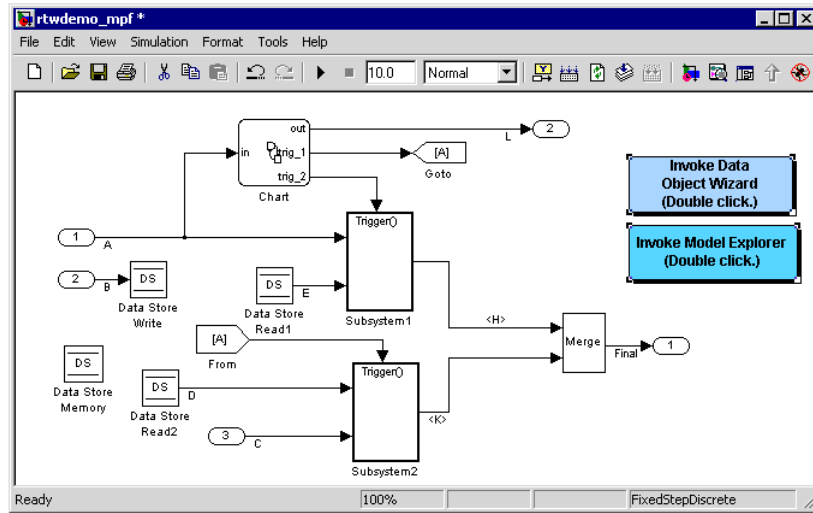 rtwdemo_mpf *
File Edit View Simulation Format Tools Help
10.0 Normal
out
L
2
in
trig_1
[A]
Goto
trig_2
Chart
Invoke Data
Object Wizard
(Double click.)
Trigger()
1
A
Invoke Model Explorer
(Double click.)
2
B
DS
Data Store
Write
DS
E
Data Store
Read1
Subsystem1
<H>
[A]
From
Merge
Final
1
Trigger()
DS
Data Store
Memory
DS
D
Data Store
Read2
<K>
3
C
Subsystem2
Ready 100% FixedStepDiscrete